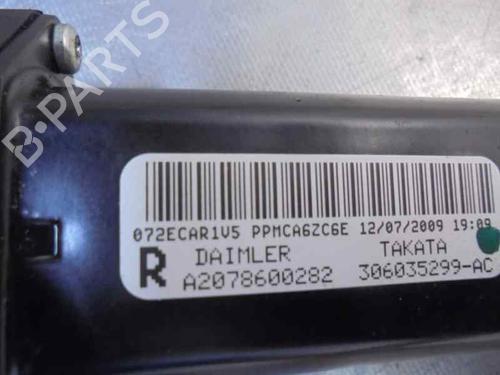 B-PARTS
072ECAR1V5 PPMCA6ZC6E 12/07/2009 19:09
R DAIMLER TAKATA
A2078600282 306035299-AC